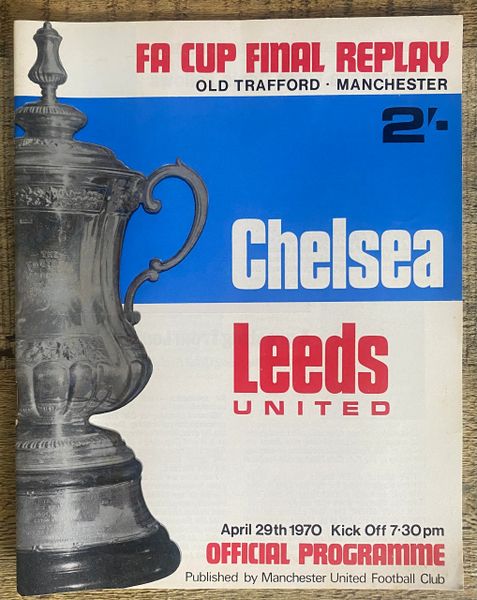 FA CUP FINAL REPLAY
OLD TRAFFORD · MANCHESTER
2/-
Chelsea
Leeds
UNITED
April 29th 1970 Kick Off 7·30pm
OFFICIAL PROGRAMME
Published by Manchester United Football Club